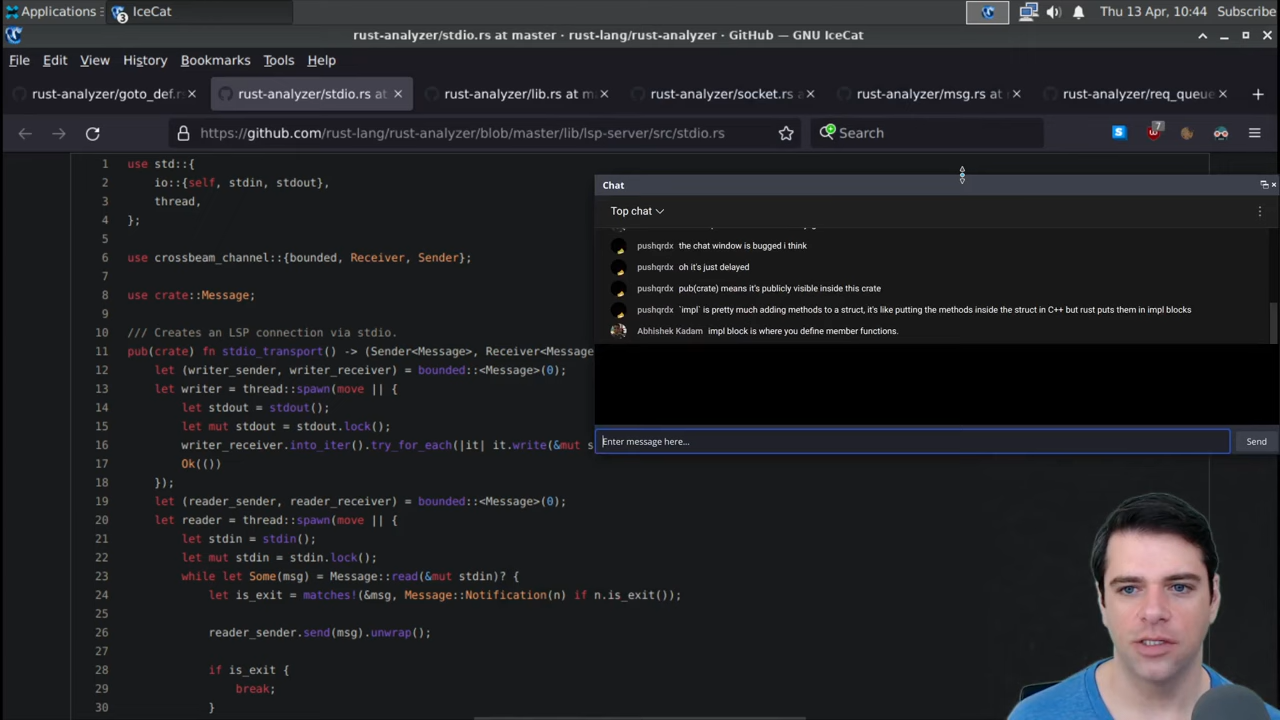 Applications
3
IceCat
Thu 13 Apr, 10:44
Subscribe
rust-analyzer/stdio.rs at master · rust-lang/rust-analyzer · GitHub — GNU IceCat
File Edit View History Bookmarks Tools Help
rust-analyzer/goto_def.rs
rust-analyzer/stdio.rs at
rust-analyzer/lib.rs at m
rust-analyzer/socket.rs a
rust-analyzer/msg.rs at
rust-analyzer/req_queue
https://github.com/rust-lang/rust-analyzer/blob/master/lib/lsp-server/src/stdio.rs
Search
7
1 use std::{
2 io::{self, stdin, stdout},
3 thread,
4 };
5
6 use crossbeam_channel::{bounded, Receiver, Sender};
7
8 use crate::Message;
9
10 /// Creates an LSP connection via stdio.
11 pub(crate) fn stdio_transport() -> (Sender<Message>, Receiver<Message
12 let (writer_sender, writer_receiver) = bounded::<Message>(0);
13 let writer = thread::spawn(move || {
14 let stdout = stdout();
15 let mut stdout = stdout.lock();
16 writer_receiver.into_iter().try_for_each(|it| it.write(&mut s
17 Ok(())
18 });
19 let (reader_sender, reader_receiver) = bounded::<Message>(0);
20 let reader = thread::spawn(move || {
21 let stdin = stdin();
22 let mut stdin = stdin.lock();
23 while let Some(msg) = Message::read(&mut stdin)? {
24 let is_exit = matches!(&msg, Message::Notification(n) if n.is_exit());
25
26 reader_sender.send(msg).unwrap();
27
28 if is_exit {
29 break;
30 }
Chat
Top chat
pushqrdx the chat window is bugged i think
pushqrdx oh it's just delayed
pushqrdx pub(crate) means it's publicly visible inside this crate
pushqrdx `impl` is pretty much adding methods to a struct, it's like putting the methods inside the struct in C++ but rust puts them in impl blocks
Abhishek Kadam impl block is where you define member functions.
Enter message here...
Send